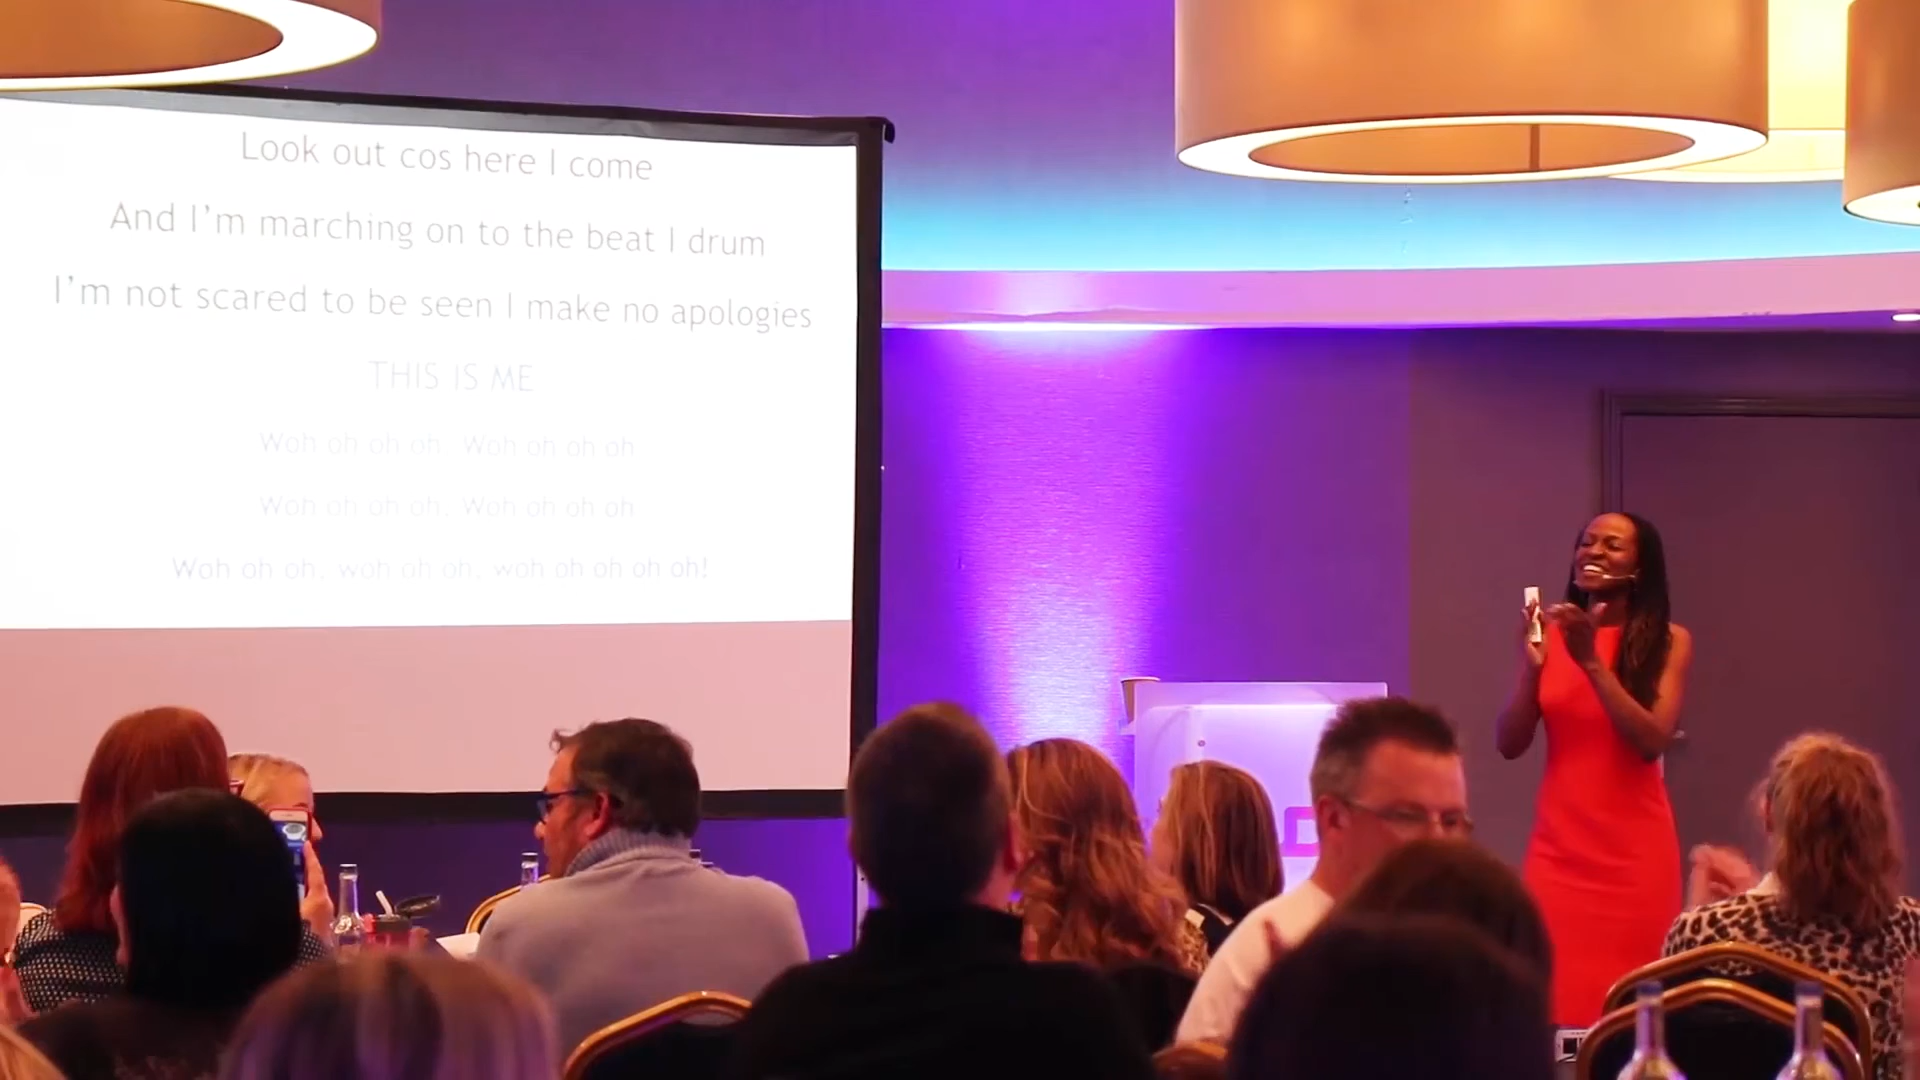 Look out cos here I come
And I'm marching on to the beat I drum
I'm not scared to be seen I make no apologies
THIS IS ME
Woh oh oh oh, Woh oh oh oh
Woh oh oh oh, Woh oh oh oh
Woh oh oh, woh oh oh, woh oh oh oh oh!
D